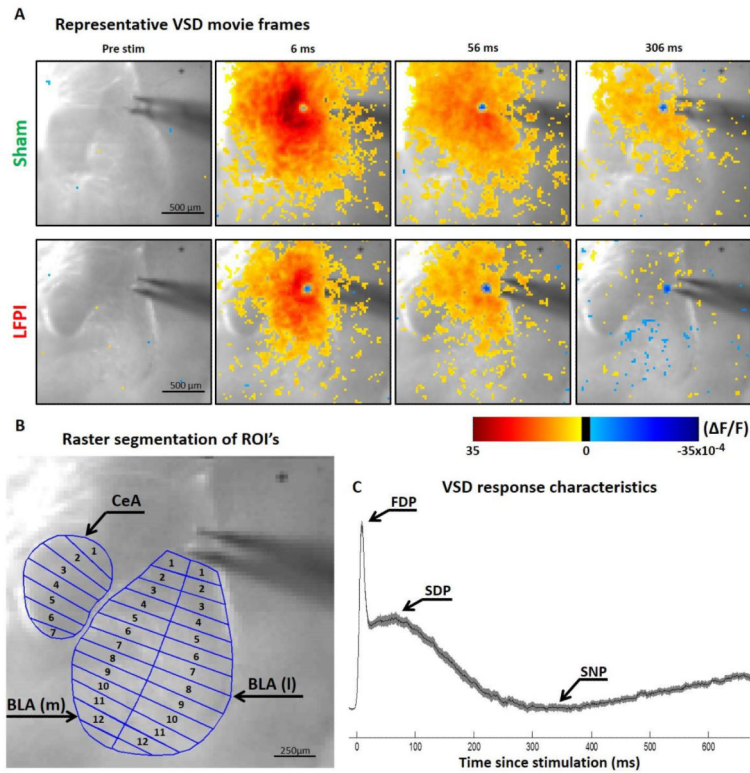 A
Representative VSD movie frames
Pre stim
6 ms
56 ms
306 ms
Sham
500 µm
LFPI
500 µm
(ΔF/F)
35
0
-35x10-4
B
Raster segmentation of ROI's
CeA
1
2
3
4
5
6
7
1
2
3
4
5
6
7
8
9
10
11
12
1
2
3
4
5
6
7
8
9
10
11
12
BLA (l)
BLA (m)
250µm
C
VSD response characteristics
FDP
SDP
SNP
0
100
200
300
400
500
600
Time since stimulation (ms)